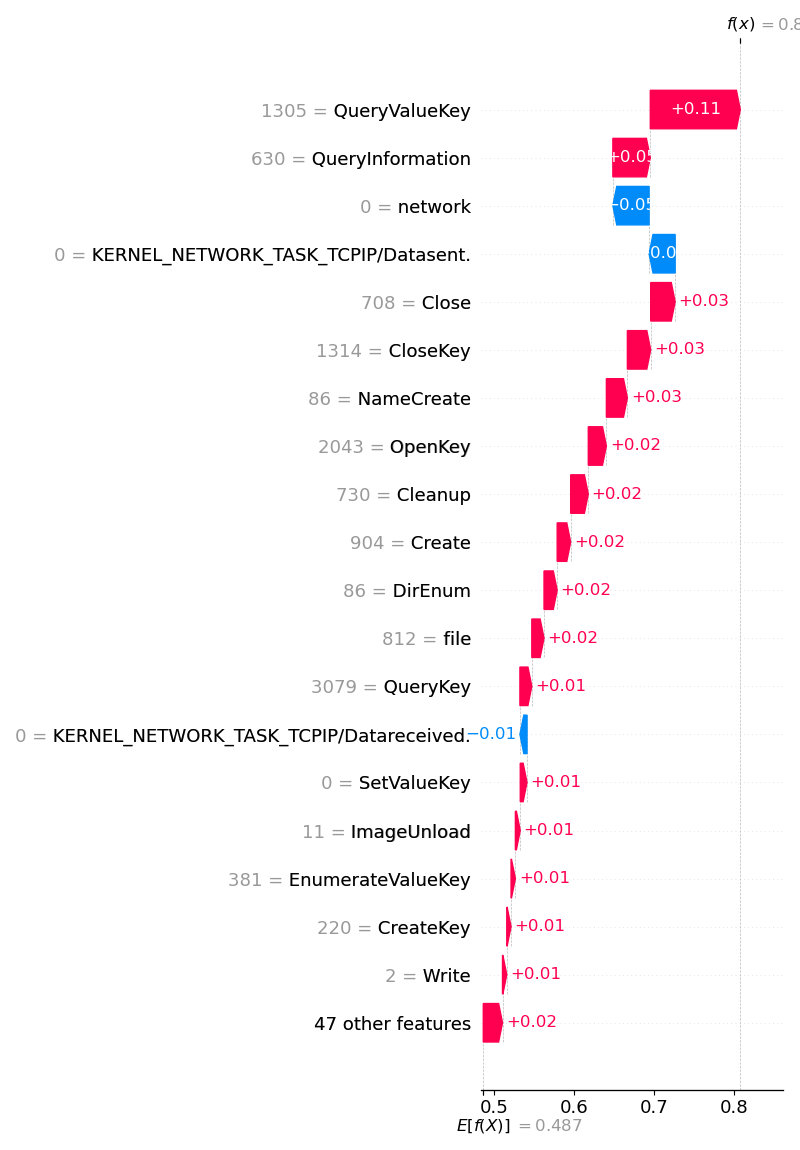 f(x) = 0.8
1305 = QueryValueKey +0.11
630 = QueryInformation +0.05
0 = network −0.05
0 = KERNEL_NETWORK_TASK_TCPIP/Datasent. 0.0
708 = Close +0.03
1314 = CloseKey +0.03
86 = NameCreate +0.03
2043 = OpenKey +0.02
730 = Cleanup +0.02
904 = Create +0.02
86 = DirEnum +0.02
812 = file +0.02
3079 = QueryKey +0.01
0 = KERNEL_NETWORK_TASK_TCPIP/Datareceived. −0.01
0 = SetValueKey +0.01
11 = ImageUnload +0.01
381 = EnumerateValueKey +0.01
220 = CreateKey +0.01
2 = Write +0.01
47 other features +0.02
0.5 0.6 0.7 0.8
E[f(X)] = 0.487